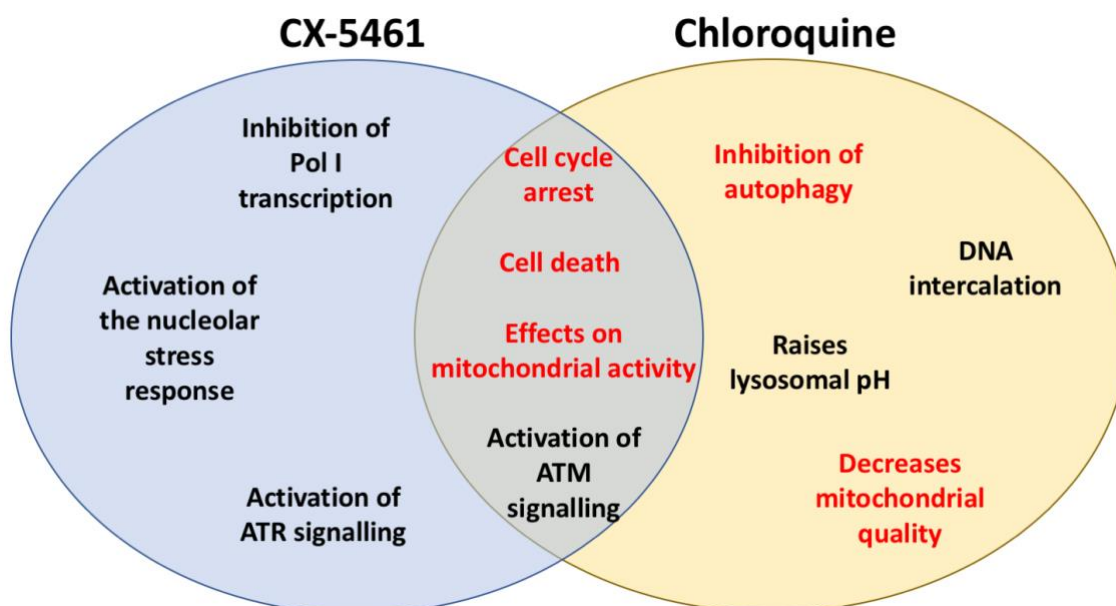 CX-5461
Chloroquine
Inhibition of
Pol I
transcription
Activation of
the nucleolar
stress
response
Activation of
ATR signalling
Cell cycle
arrest
Cell death
Effects on
mitochondrial activity
Activation of
ATM
signalling
Inhibition of
autophagy
DNA
intercalation
Raises
lysosomal pH
Decreases
mitochondrial
quality